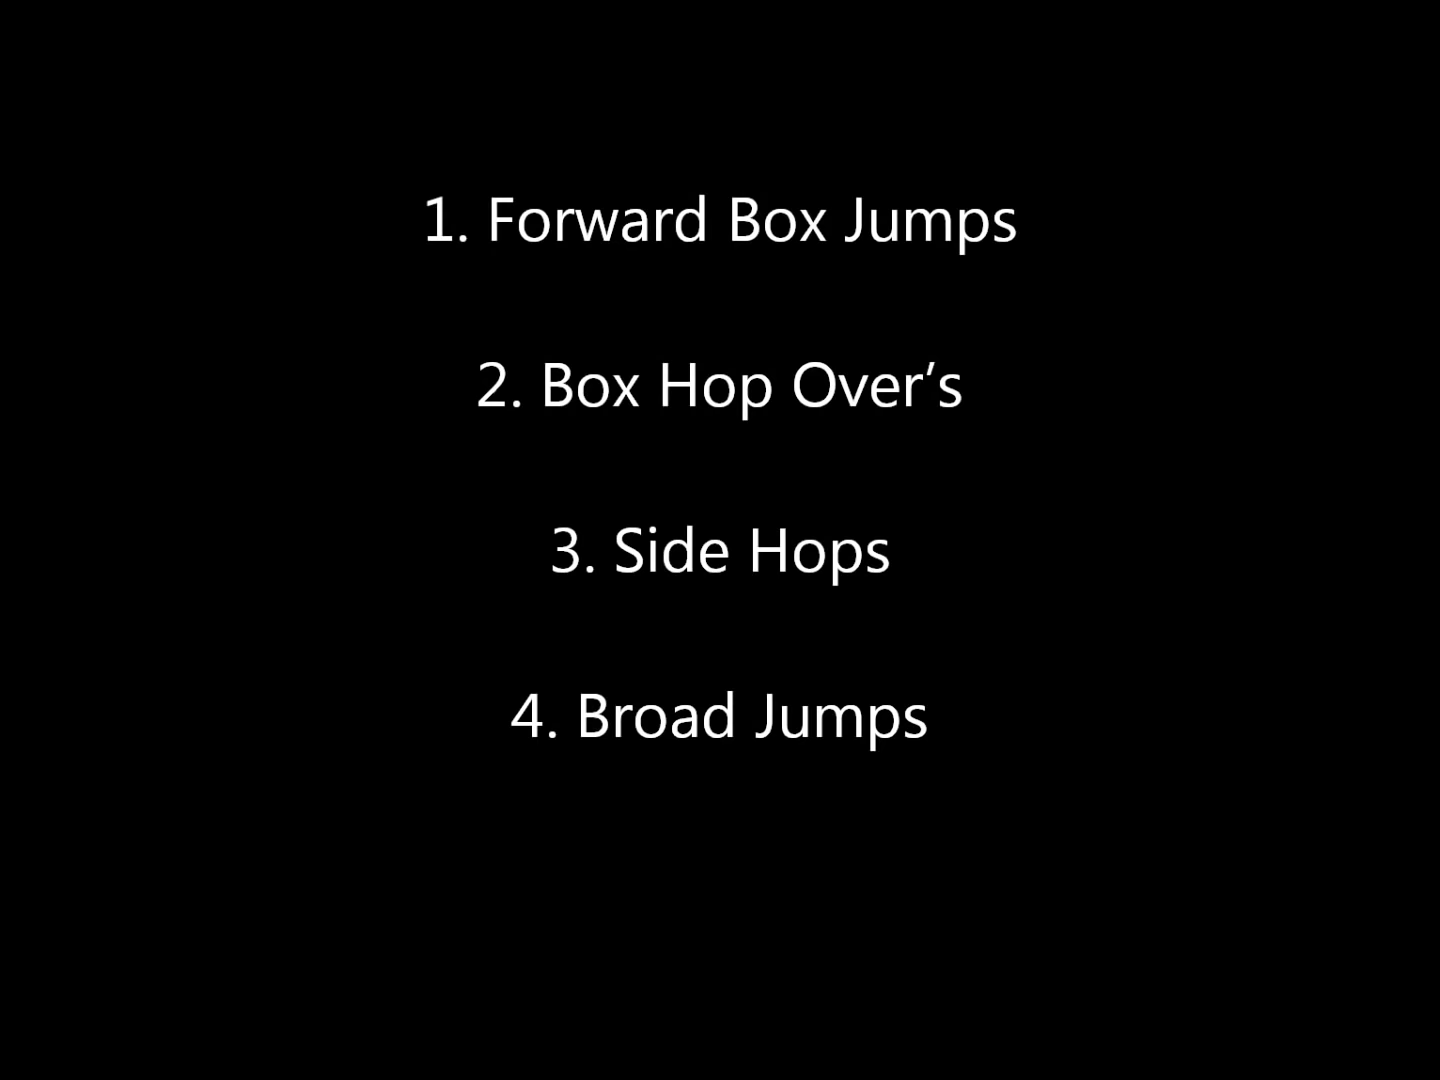 1. Forward Box Jumps
2. Box Hop Over’s
3. Side Hops
4. Broad Jumps